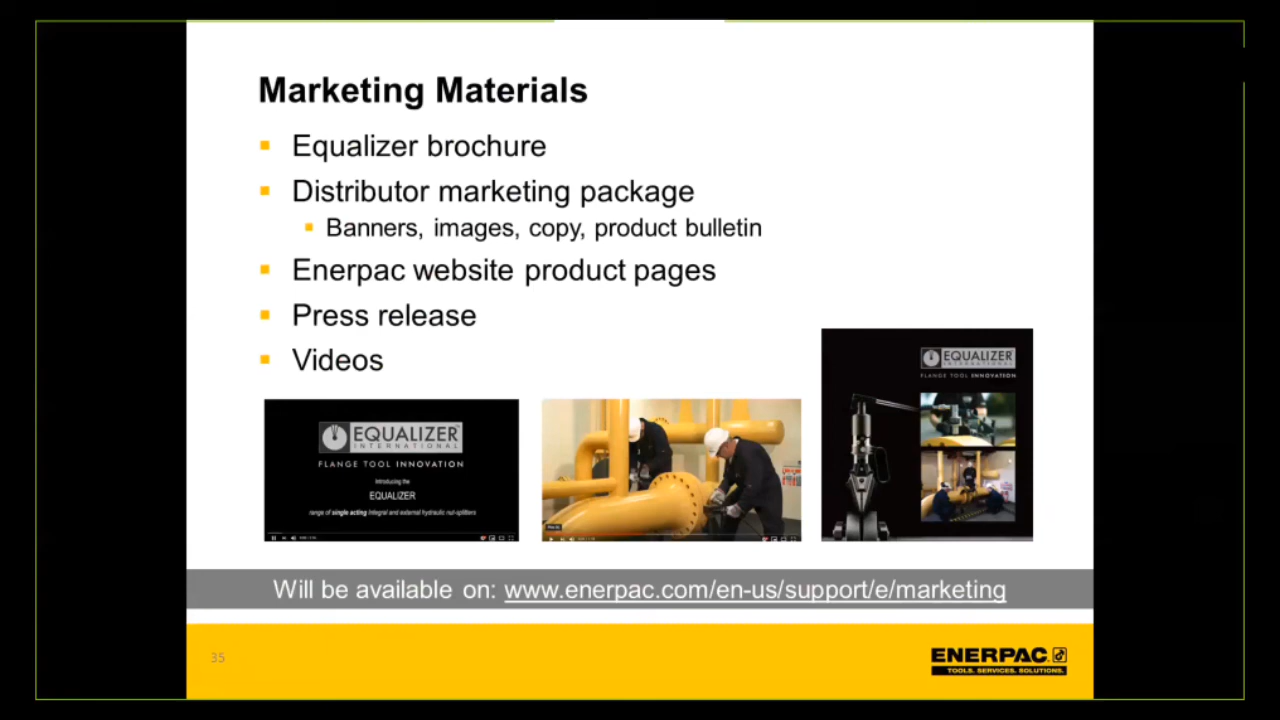 Marketing Materials
Equalizer brochure
Distributor marketing package
Banners, images, copy, product bulletin
Enerpac website product pages
Press release
Videos
EQUALIZER
INTERNATIONAL
FLANGE TOOL INNOVATION
Introducing the
EQUALIZER
range of single acting integral and external hydraulic nut-splitters
EQUALIZER
INTERNATIONAL
FLANGE TOOL INNOVATION
Will be available on: www.enerpac.com/en-us/support/e/marketing
35
ENERPAC
TOOLS. SERVICES. SOLUTIONS.